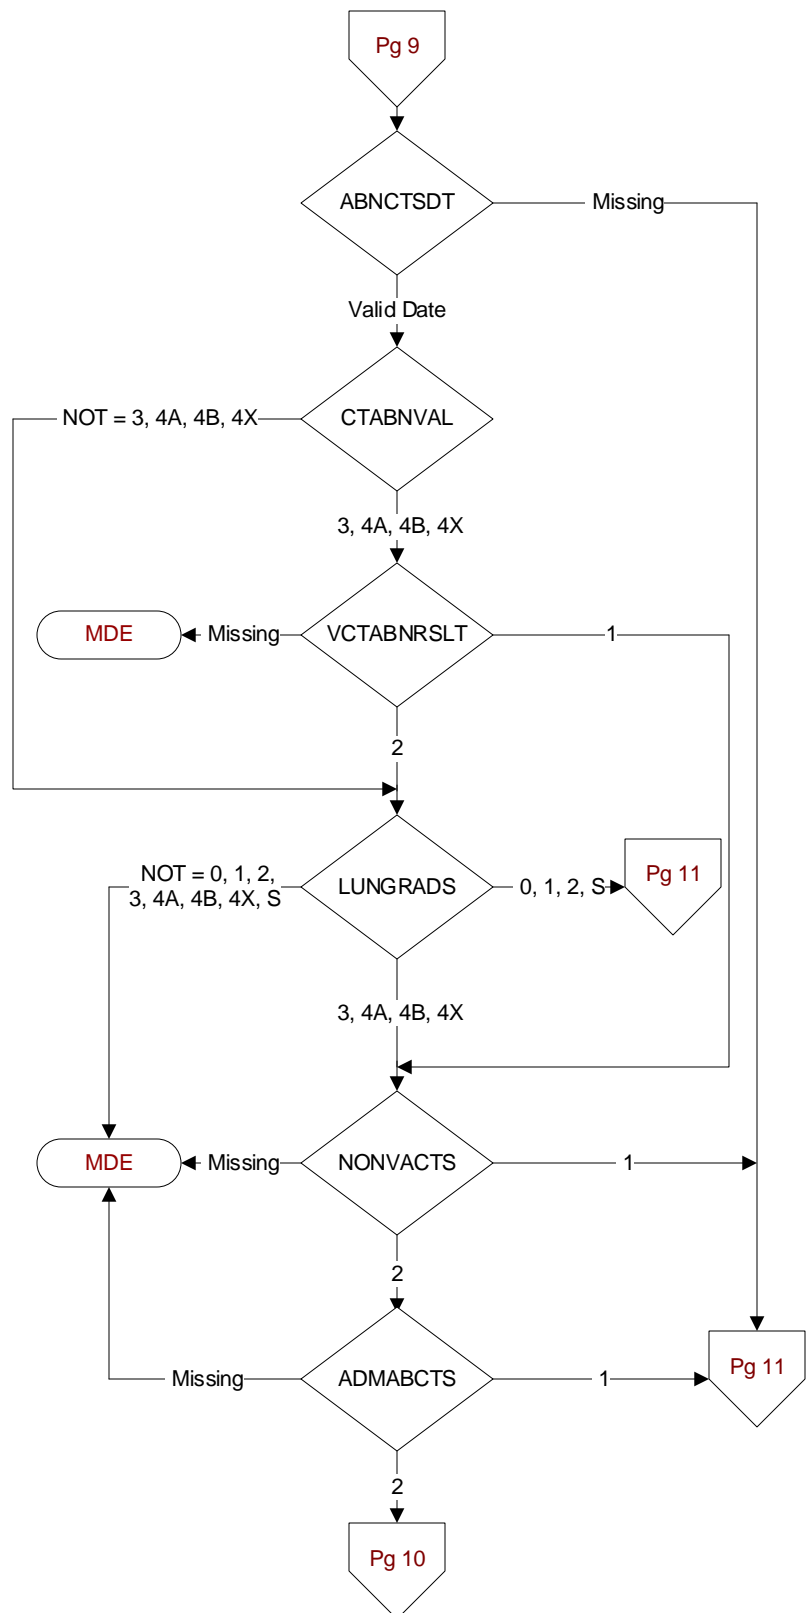 Pg 9
ABNCTSDT
Missing
Valid Date
NOT = 3, 4A, 4B, 4X
CTABNVAL
3, 4A, 4B, 4X
MDE
Missing
VCTABNRSLT
1
2
NOT = 0, 1, 2,
3, 4A, 4B, 4X, S
LUNGRADS
0, 1, 2, S
Pg 11
3, 4A, 4B, 4X
MDE
Missing
NONVACTS
1
2
Missing
ADMABCTS
1
Pg 11
2
Pg 10